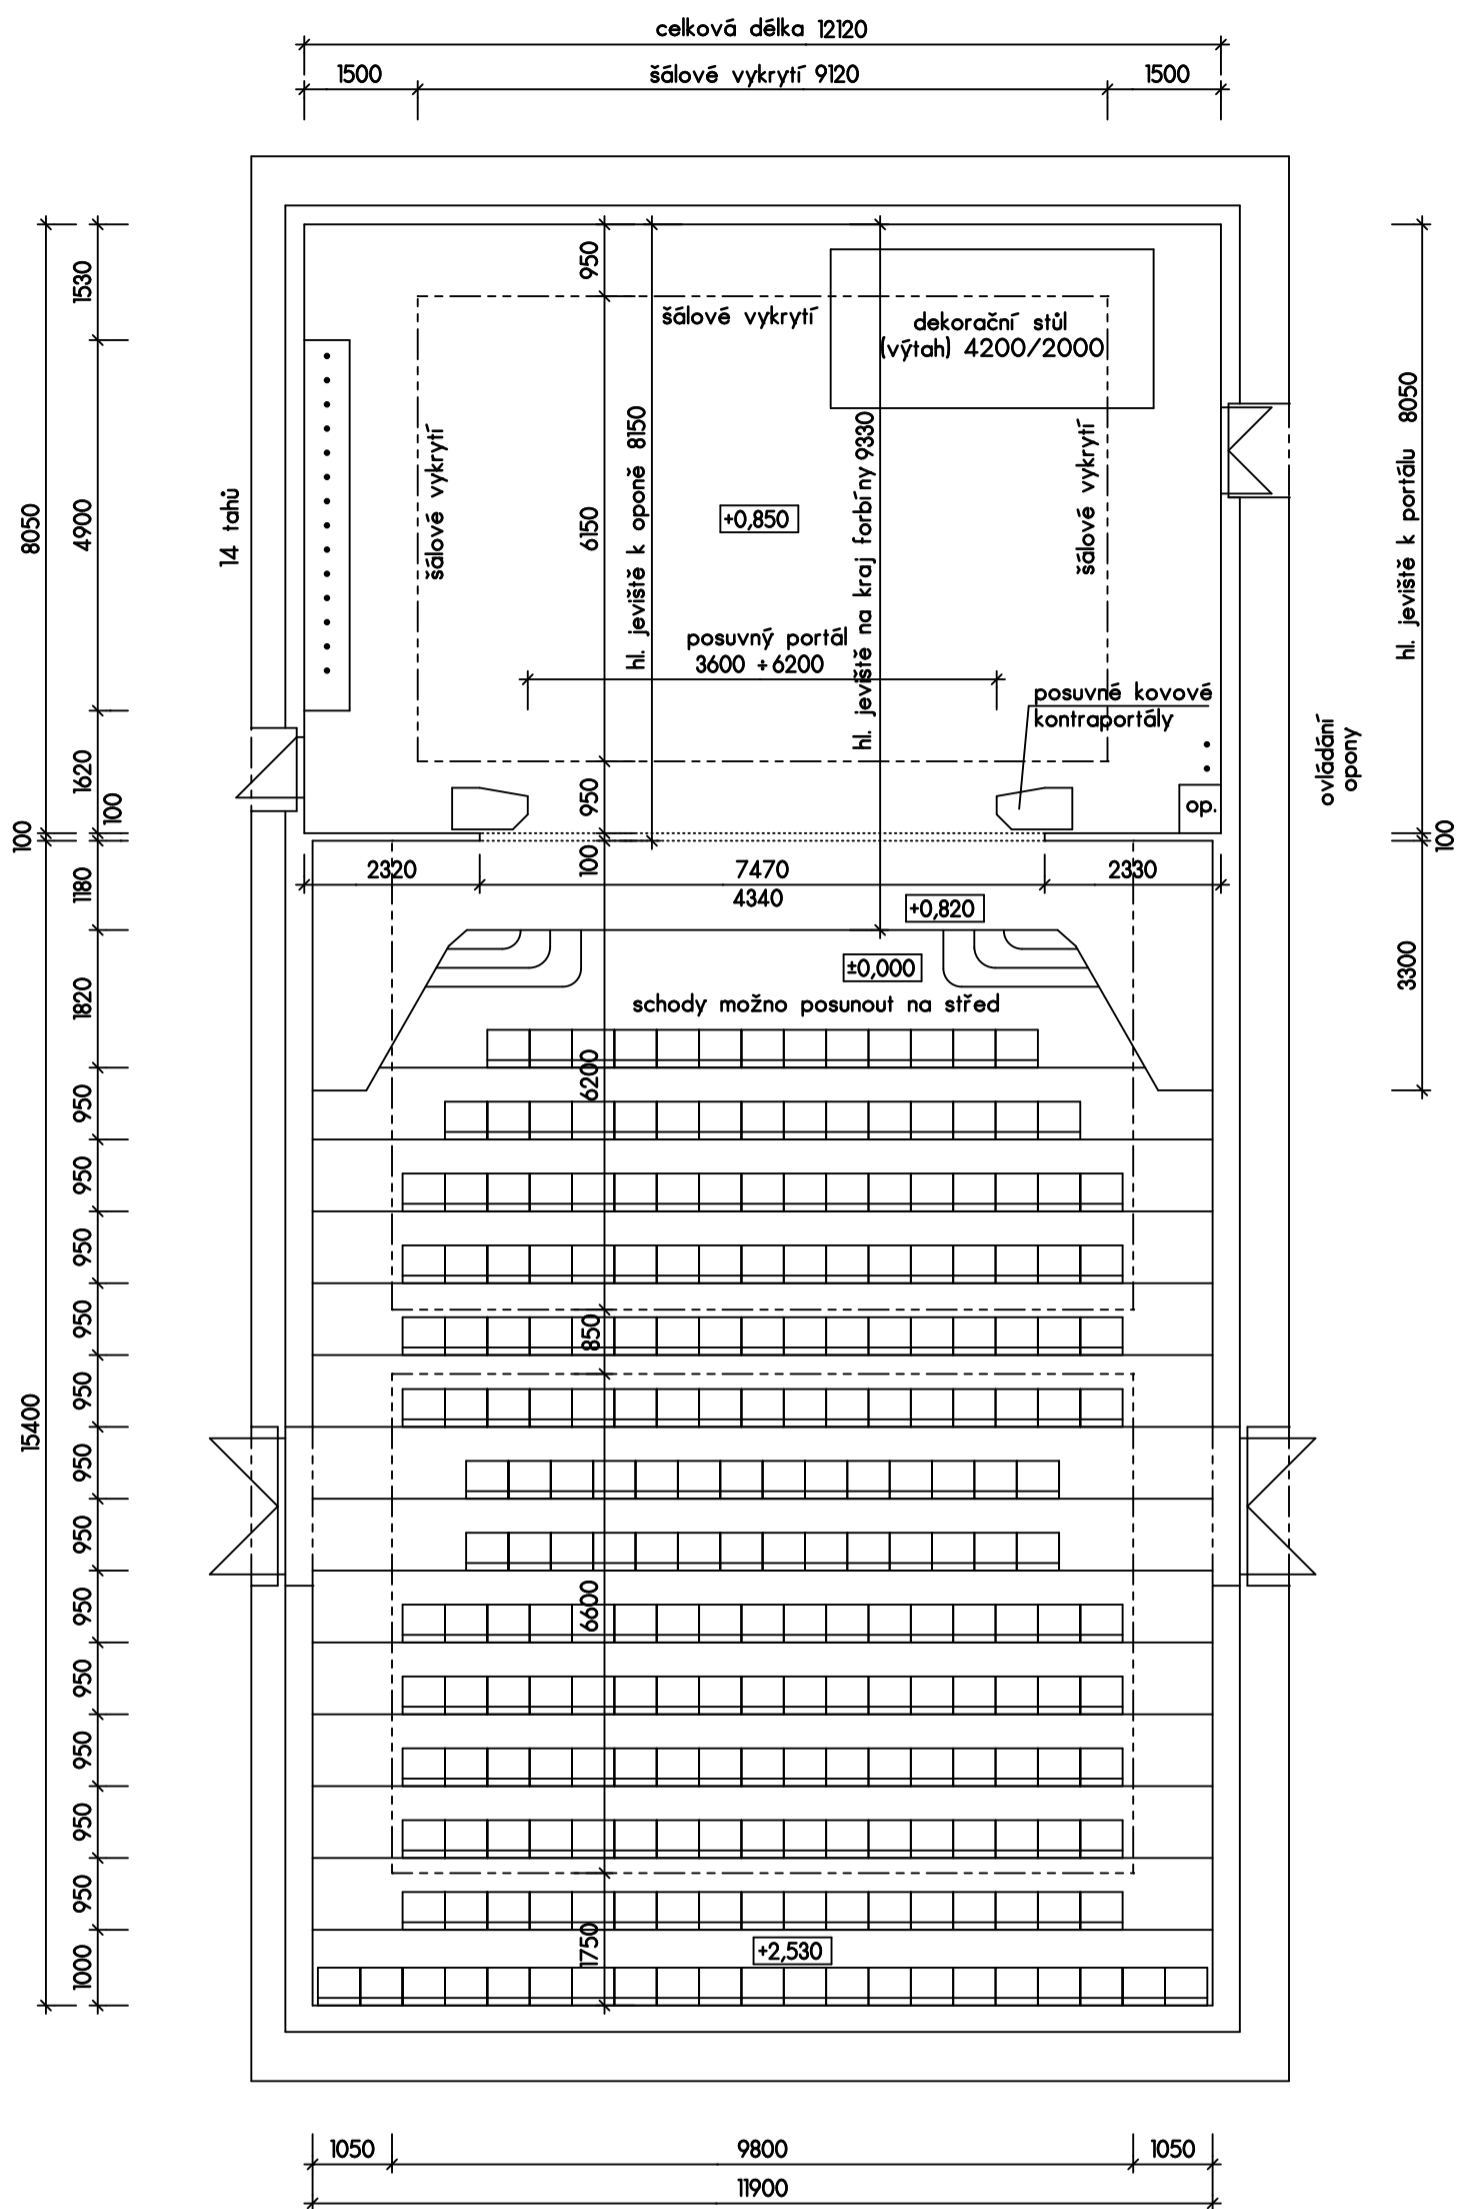 celková délka 12120
1500
šálové vykrytí 9120
1500
950
1530
šálové vykrytí
dekorační stůl
(výtah) 4200/2000
šálové vykrytí
šálové vykrytí
hl. jeviště k oponě 8150
hl. jeviště na kraj forbíny 9330
hl. jeviště k portálu 8050
8050
4900
14 tahů
6150
+0,850
posuvný portál
3600 ÷6200
posuvné kovové
kontraportály
ovládání
opony
1620
950
op.
100
100
100
100
2320
7470
2330
4340
1180
+0,820
±0,000
3300
1820
schody možno posunout na střed
6200
950
950
950
950
850
950
15400
950
950
950
6600
950
950
950
950
1750
+2,530
1000
1050
9800
1050
11900